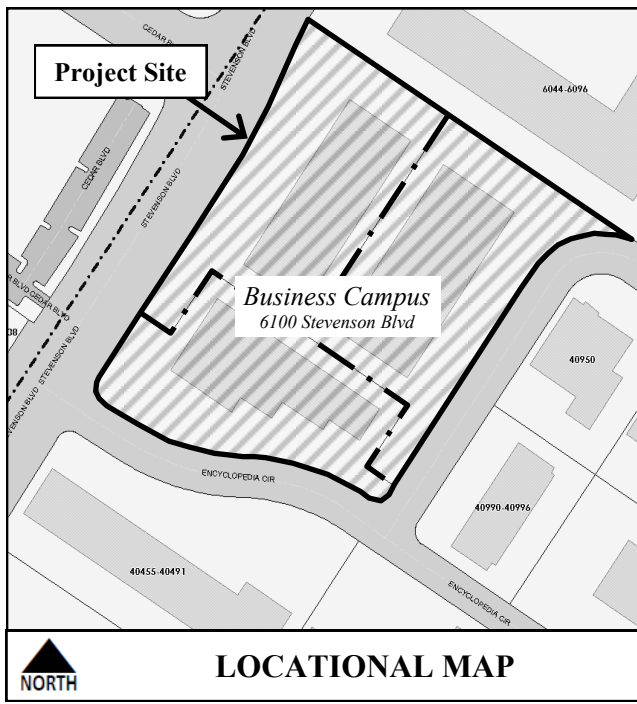 CEDAR B
STEVENSON BLVD
Project Site
6044-6096
CEDAR BLVD
STEVENSON BLVD
Business Campus
6100 Stevenson Blvd
BLVD CEDAR BLVD
38
STEVENSON BLVD
40950
ENCYCLOPEDIA CIR
40990-40996
40455-40491
ENCYCLOPEDIA CIR
NORTH
LOCATIONAL MAP